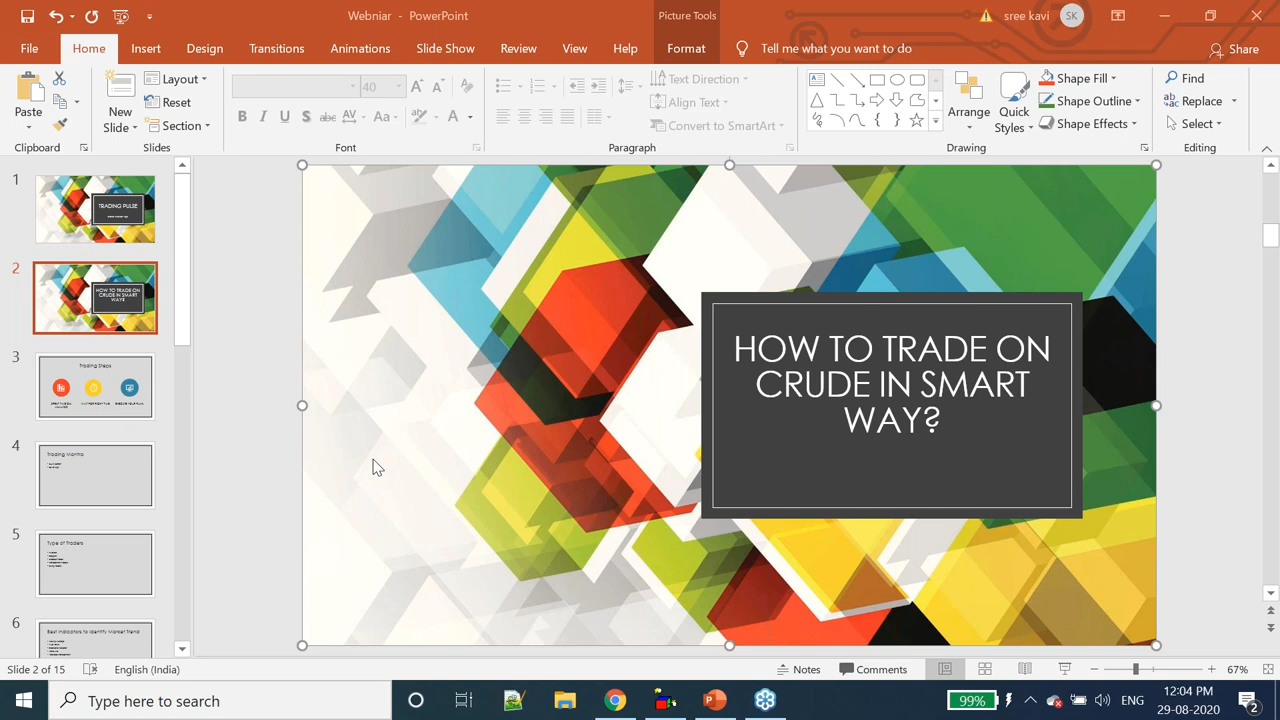 Webniar - PowerPoint
Picture Tools
sree kavi
SK
File
Home
Insert
Design
Transitions
Animations
Slide Show
Review
View
Help
Format
Tell me what you want to do
Share
Paste
New
Slide
Layout
Reset
Section
40
B I U S abc AV Aa A
Text Direction
Align Text
Convert to SmartArt
Arrange
Quick
Styles
Shape Fill
Shape Outline
Shape Effects
Find
Replace
Select
Clipboard
Slides
Font
Paragraph
Drawing
Editing
1
TRADING PULSE
2
HOW TO TRADE ON
CRUDE IN SMART
WAY?
3
Trading Steps
4
Trading Mantra
5
Type of Traders
6
Best Indicators to Identify Market Trend
HOW TO TRADE ON
CRUDE IN SMART
WAY?
Slide 2 of 15
English (India)
Notes
Comments
67%
Type here to search
99%
ENG
12:04 PM
29-08-2020
2